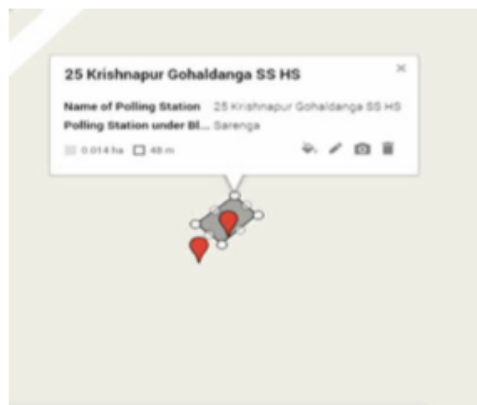 25 Krishnapur Gohaldanga SS HS
Name of Polling Station 25 Krishnapur Gohaldanga SS HS
Polling Station under Bl... Sarenga
0.014 ha 49 m